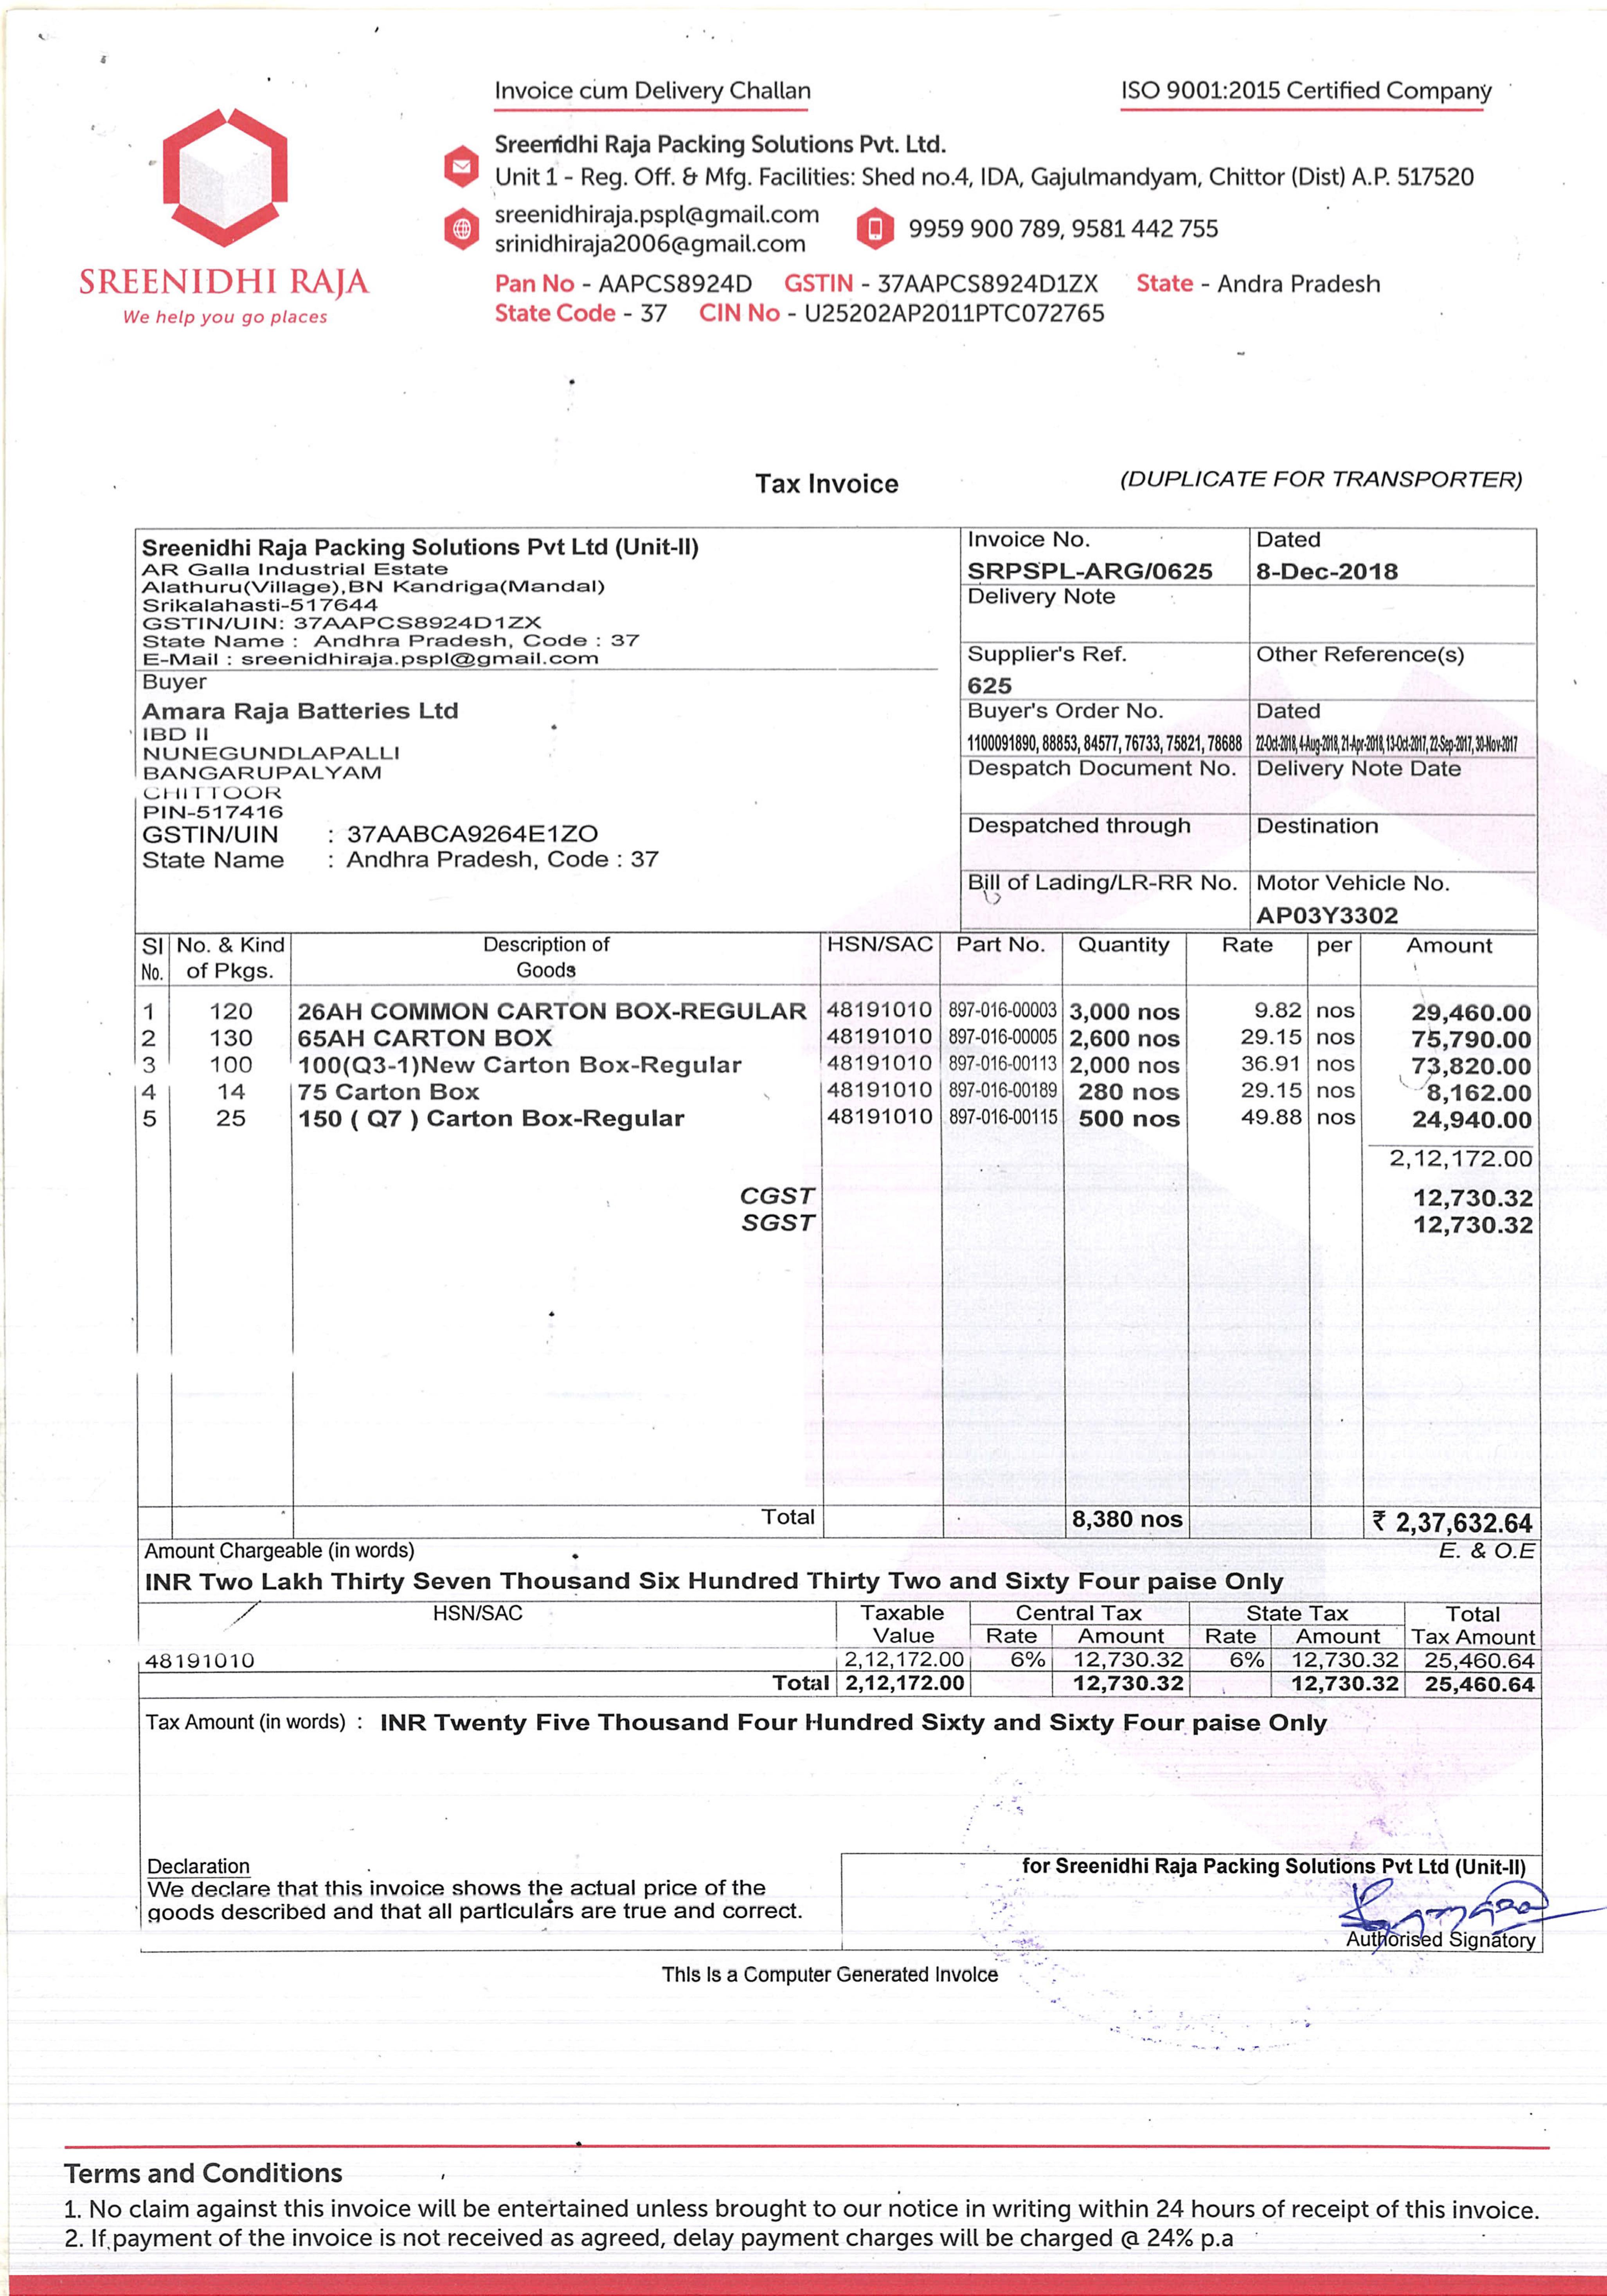 Invoice cum Delivery Challan
ISO 9001:2015 Certified Company
Sreenidhi Raja Packing Solutions Pvt. Ltd.
Unit 1 - Reg. Off. & Mfg. Facilities: Shed no.4, IDA, Gajulmandyam, Chittor (Dist) A.P. 517520
sreenidhiraja.pspl@gmail.com
srinidhiraja2006@gmail.com
9959 900 789, 9581 442 755
SREENIDHI RAJA
We help you go places
Pan No - AAPCS8924D GSTIN - 37AAPCS8924D1ZX State - Andra Pradesh
State Code - 37 CIN No - U25202AP2011PTC072765
Tax Invoice
(DUPLICATE FOR TRANSPORTER)
Sreenidhi Raja Packing Solutions Pvt Ltd (Unit-II)
AR Galla Industrial Estate
Alathuru(Village),BN Kandriga(Mandal)
Srikalahasti-517644
GSTIN/UIN: 37AAPCS8924D1ZX
State Name : Andhra Pradesh, Code : 37
E-Mail : sreenidhiraja.pspl@gmail.com
Buyer
Amara Raja Batteries Ltd
IBD II
NUNEGUNDLAPALLI
BANGARUPALYAM
CHITTOOR
PIN-517416
GSTIN/UIN : 37AABCA9264E1ZO
State Name : Andhra Pradesh, Code : 37
Invoice No. Dated
SRPSPL-ARG/0625 8-Dec-2018
Delivery Note
Supplier's Ref. Other Reference(s)
625
Buyer's Order No. Dated
1100091890, 88853, 84577, 76733, 75821, 78688 22-Oct-2018, 4-Aug-2018, 21-Apr-2018, 13-Oct-2017, 22-Sep-2017, 30-Nov-2017
Despatch Document No. Delivery Note Date
Despatched through Destination
Bill of Lading/LR-RR No. Motor Vehicle No.
AP03Y3302
Sl No. & Kind Description of HSN/SAC Part No. Quantity Rate per Amount
No. of Pkgs. Goods
1 120 26AH COMMON CARTON BOX-REGULAR 48191010 897-016-00003 3,000 nos 9.82 nos 29,460.00
2 130 65AH CARTON BOX 48191010 897-016-00005 2,600 nos 29.15 nos 75,790.00
3 100 100(Q3-1)New Carton Box-Regular 48191010 897-016-00113 2,000 nos 36.91 nos 73,820.00
4 14 75 Carton Box 48191010 897-016-00189 280 nos 29.15 nos 8,162.00
5 25 150 ( Q7 ) Carton Box-Regular 48191010 897-016-00115 500 nos 49.88 nos 24,940.00
2,12,172.00
CGST 12,730.32
SGST 12,730.32
Total 8,380 nos ₹ 2,37,632.64
Amount Chargeable (in words) E. & O.E
INR Two Lakh Thirty Seven Thousand Six Hundred Thirty Two and Sixty Four paise Only
HSN/SAC Taxable Central Tax State Tax Total
Value Rate Amount Rate Amount Tax Amount
48191010 2,12,172.00 6% 12,730.32 6% 12,730.32 25,460.64
Total 2,12,172.00 12,730.32 12,730.32 25,460.64
Tax Amount (in words) : INR Twenty Five Thousand Four Hundred Sixty and Sixty Four paise Only
Declaration
We declare that this invoice shows the actual price of the
goods described and that all particulars are true and correct.
for Sreenidhi Raja Packing Solutions Pvt Ltd (Unit-II)
Authorised Signatory
This is a Computer Generated Invoice
Terms and Conditions
1. No claim against this invoice will be entertained unless brought to our notice in writing within 24 hours of receipt of this invoice.
2. If payment of the invoice is not received as agreed, delay payment charges will be charged @ 24% p.a